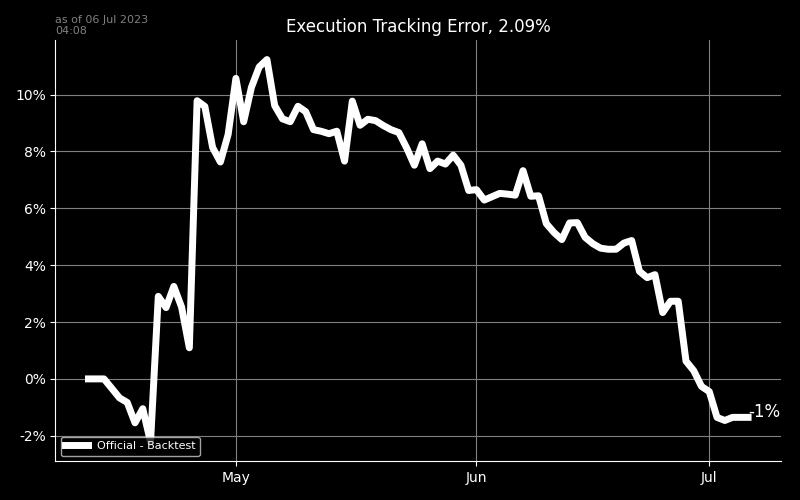 as of 06 Jul 2023
04:08
Execution Tracking Error, 2.09%
10%
8%
6%
4%
2%
0%
-2%
-1%
Official - Backtest
May
Jun
Jul